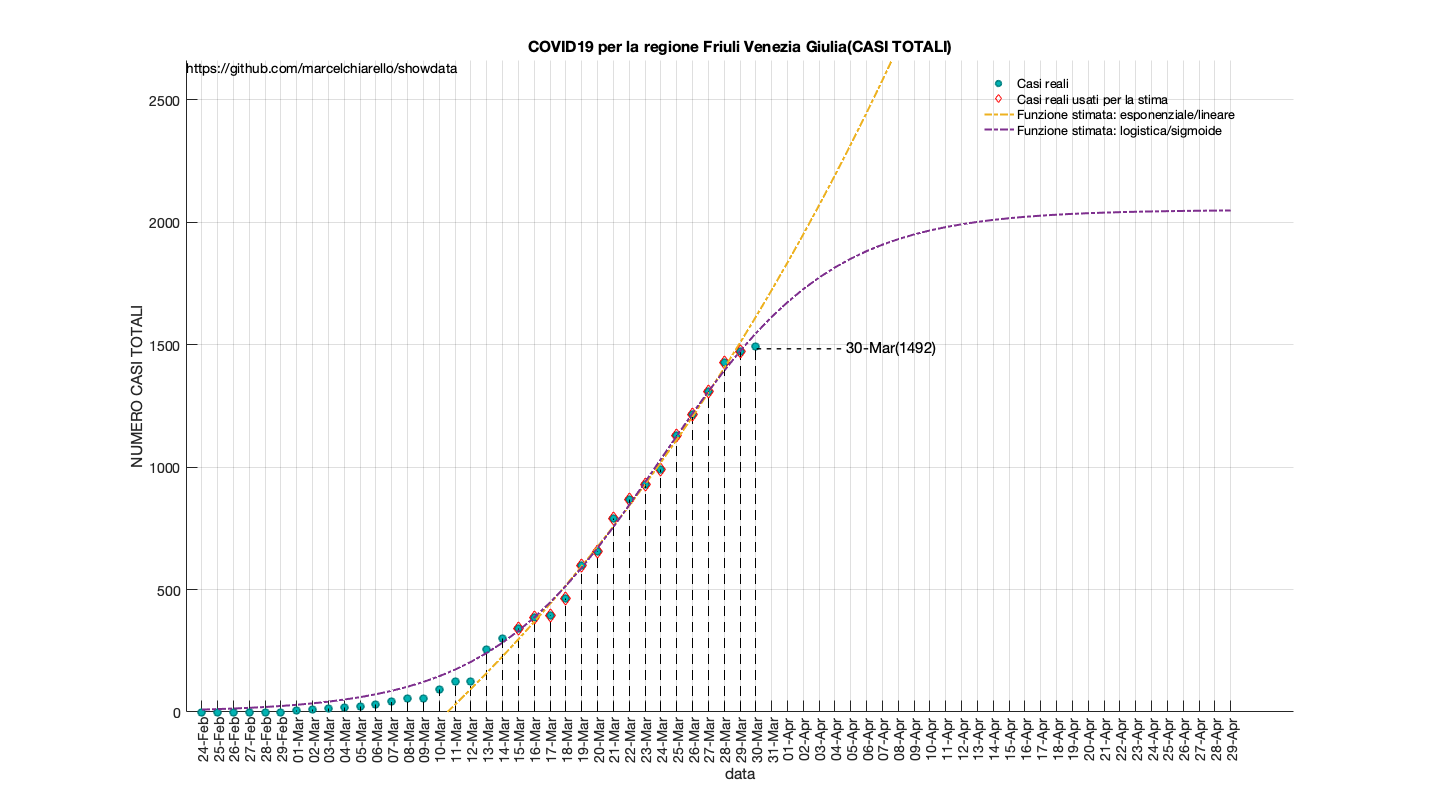 COVID19 per la regione Friuli Venezia Giulia(CASI TOTALI)
https://github.com/marcelchiarello/showdata
Casi reali
Casi reali usati per la stima
Funzione stimata: esponenziale/lineare
Funzione stimata: logistica/sigmoide
2500
2000
1500
1000
500
0
NUMERO CASI TOTALI
30-Mar(1492)
24-Feb
25-Feb
26-Feb
27-Feb
28-Feb
29-Feb
01-Mar
02-Mar
03-Mar
04-Mar
05-Mar
06-Mar
07-Mar
08-Mar
09-Mar
10-Mar
11-Mar
12-Mar
13-Mar
14-Mar
15-Mar
16-Mar
17-Mar
18-Mar
19-Mar
20-Mar
21-Mar
22-Mar
23-Mar
24-Mar
25-Mar
26-Mar
27-Mar
28-Mar
29-Mar
30-Mar
31-Mar
01-Apr
02-Apr
03-Apr
04-Apr
05-Apr
06-Apr
07-Apr
08-Apr
09-Apr
10-Apr
11-Apr
12-Apr
13-Apr
14-Apr
15-Apr
16-Apr
17-Apr
18-Apr
19-Apr
20-Apr
21-Apr
22-Apr
23-Apr
24-Apr
25-Apr
26-Apr
27-Apr
28-Apr
29-Apr
data